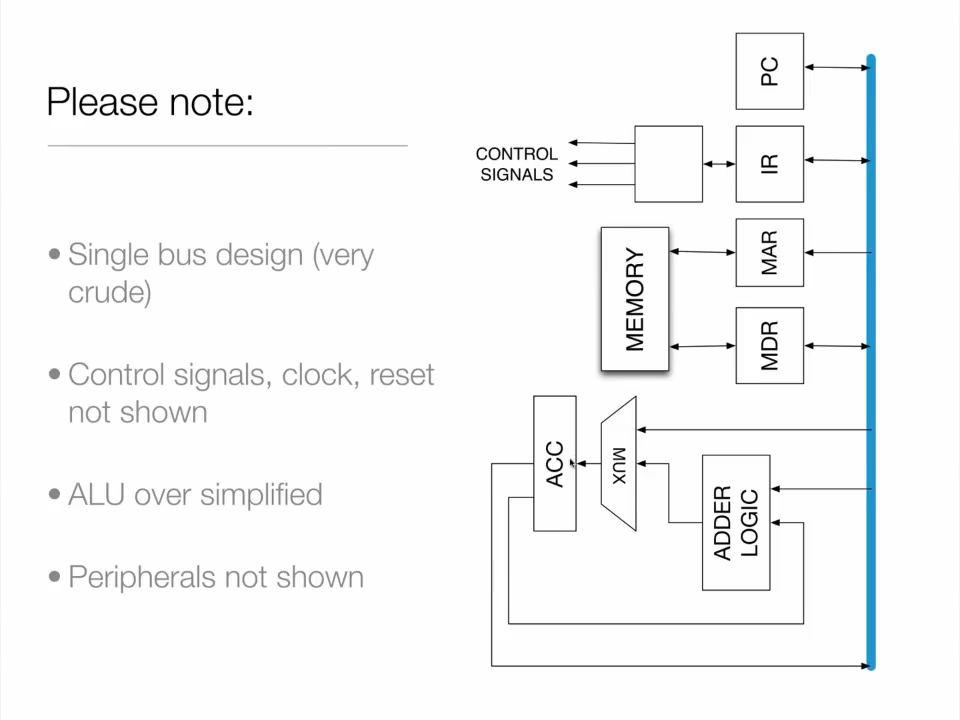 Please note:
• Single bus design (very
crude)
• Control signals, clock, reset
not shown
• ALU over simplified
• Peripherals not shown
PC
CONTROL
SIGNALS
IR
MAR
MEMORY
MDR
ACC
MUX
ADDER
LOGIC